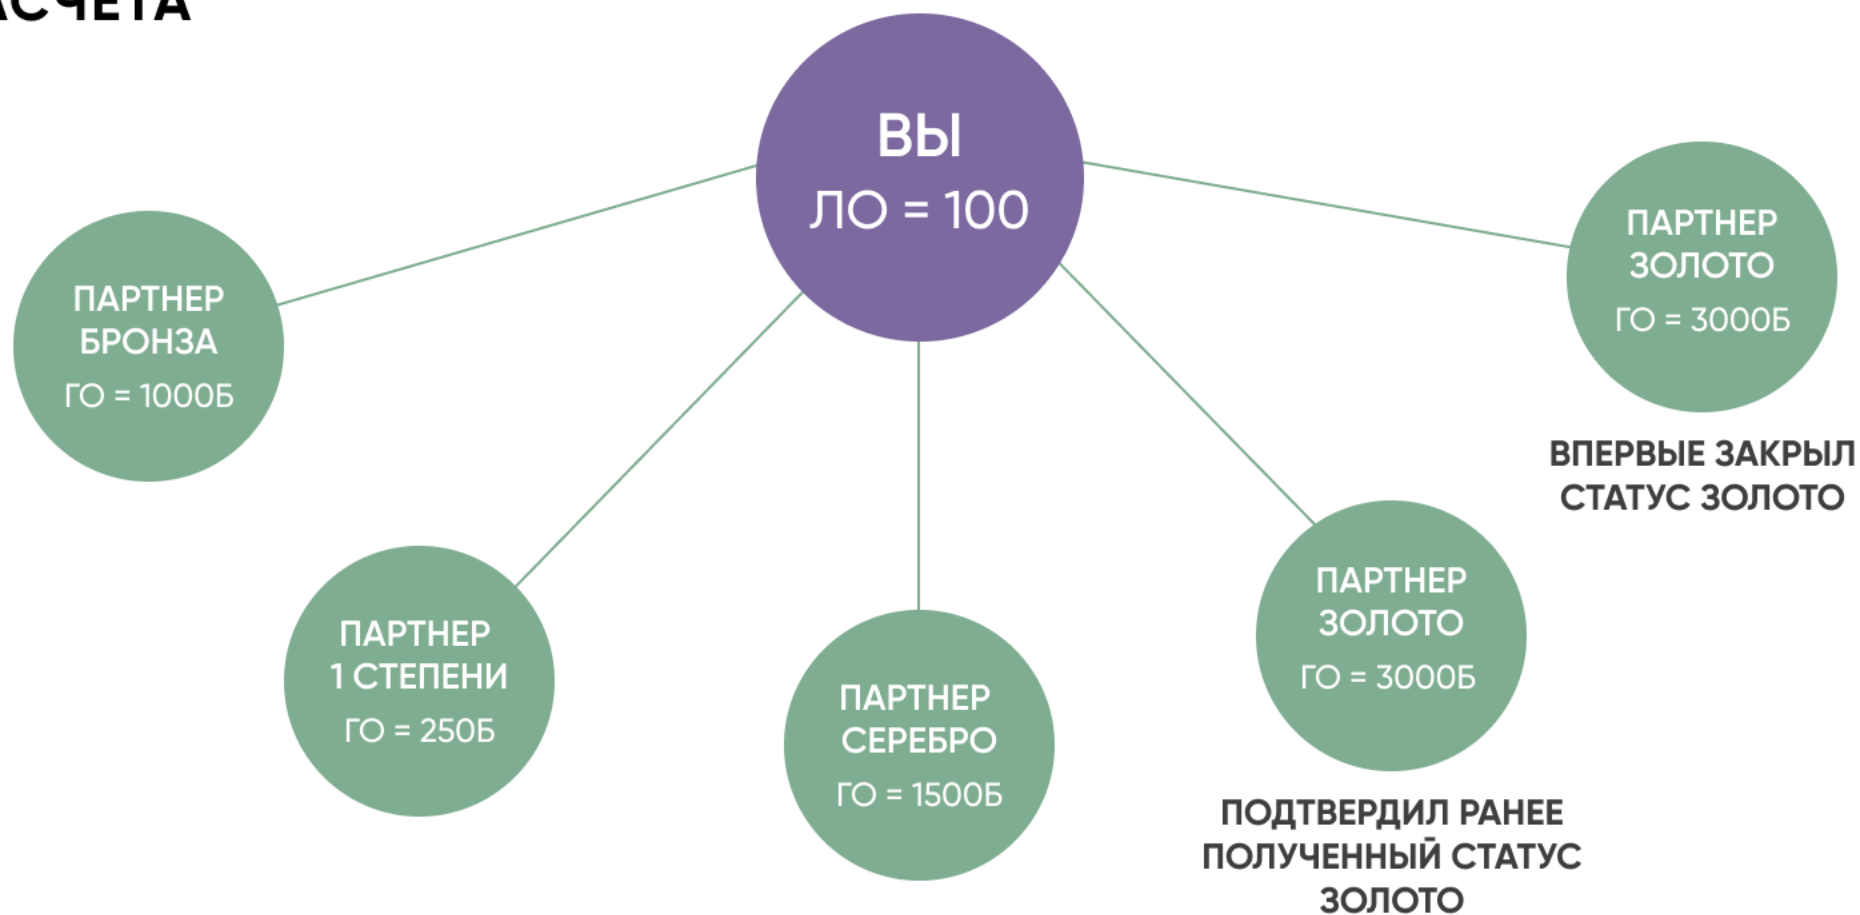 ВЫ
ЛО = 100
ПАРТНЕР
БРОНЗА
ГО = 1000Б
ПАРТНЕР
1 СТЕПЕНИ
ГО = 250Б
ПАРТНЕР
СЕРЕБРО
ГО = 1500Б
ПАРТНЕР
ЗОЛОТО
ГО = 3000Б
ПОДТВЕРДИЛ РАНЕЕ
ПОЛУЧЕННЫЙ СТАТУС
ЗОЛОТО
ПАРТНЕР
ЗОЛОТО
ГО = 3000Б
ВПЕРВЫЕ ЗАКРЫЛ
СТАТУС ЗОЛОТО